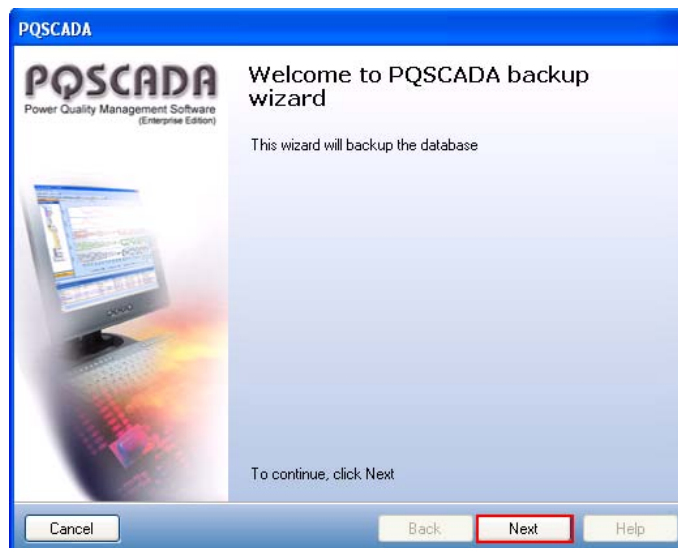 PQSCADA
PQSCADA
Power Quality Management Software
(Enterprise Edition)
Welcome to PQSCADA backup
wizard
This wizard will backup the database
To continue, click Next
Cancel
Back
Next
Help